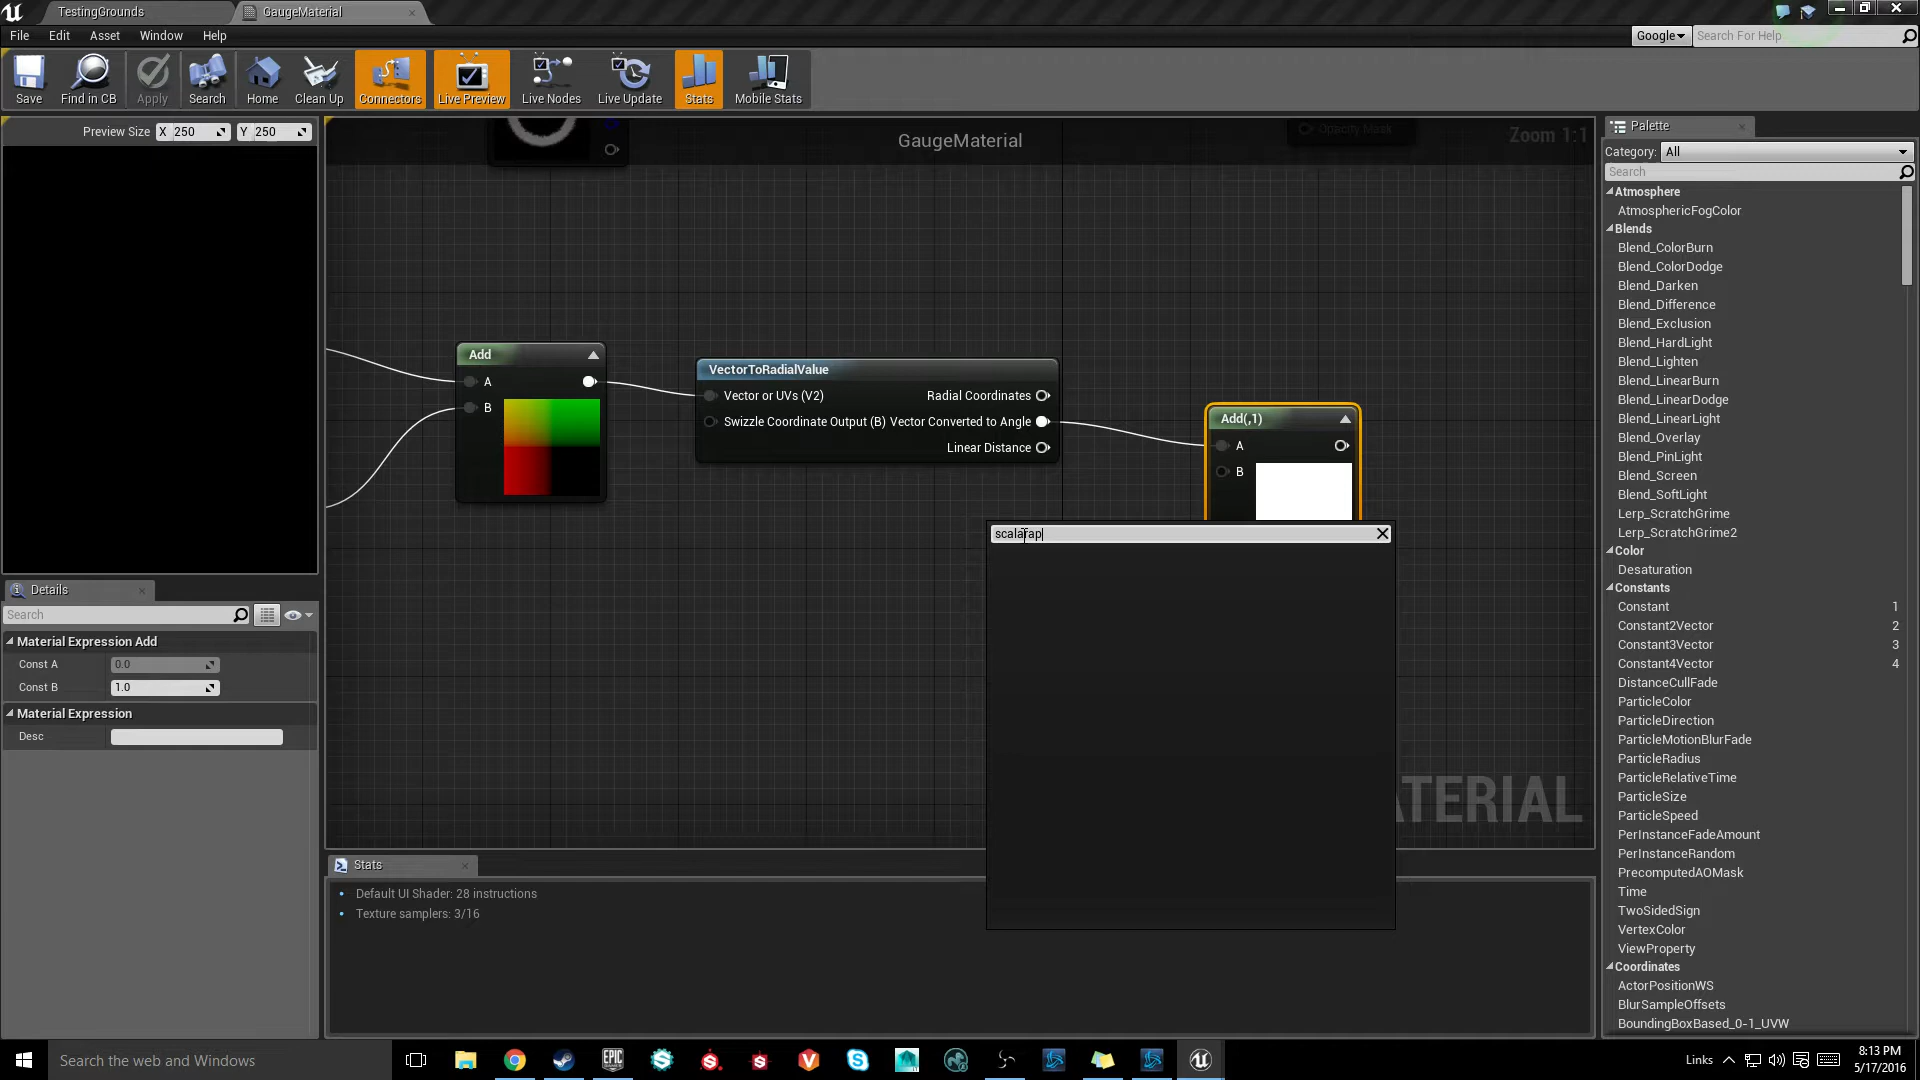 TestingGrounds
GaugeMaterial
File Edit Asset Window Help
Google Search For Help
Save Find in CB Apply Search Home Clean Up Connectors Live Preview Live Nodes Live Update Stats Mobile Stats
Preview Size X 250 Y 250
GaugeMaterial
Opacity Mask
Zoom 1:1
Palette
Category: All
Search
Atmosphere
AtmosphericFogColor
Blends
Blend_ColorBurn
Blend_ColorDodge
Blend_Darken
Blend_Difference
Blend_Exclusion
Blend_HardLight
Blend_Lighten
Blend_LinearBurn
Blend_LinearDodge
Blend_LinearLight
Blend_Overlay
Blend_PinLight
Blend_Screen
Blend_SoftLight
Lerp_ScratchGrime
Lerp_ScratchGrime2
Color
Desaturation
Constants
Constant 1
Constant2Vector 2
Constant3Vector 3
Constant4Vector 4
DistanceCullFade
ParticleColor
ParticleDirection
ParticleMotionBlurFade
ParticleRadius
ParticleRelativeTime
ParticleSize
ParticleSpeed
PerInstanceFadeAmount
PerInstanceRandom
PrecomputedAOMask
Time
TwoSidedSign
VertexColor
ViewProperty
Coordinates
ActorPositionWS
BlurSampleOffsets
BoundingBoxBased_0-1_UVW
Add
A
B
VectorToRadialValue
Vector or UVs (V2) Radial Coordinates
Swizzle Coordinate Output (B) Vector Converted to Angle
Linear Distance
Add(,1)
A
B
scalarap
TERIAL
Details
Search
Material Expression Add
Const A 0.0
Const B 1.0
Material Expression
Desc
Stats
Default UI Shader: 28 instructions
Texture samplers: 3/16
Search the web and Windows
EPIC
Links
8:13 PM
5/17/2016